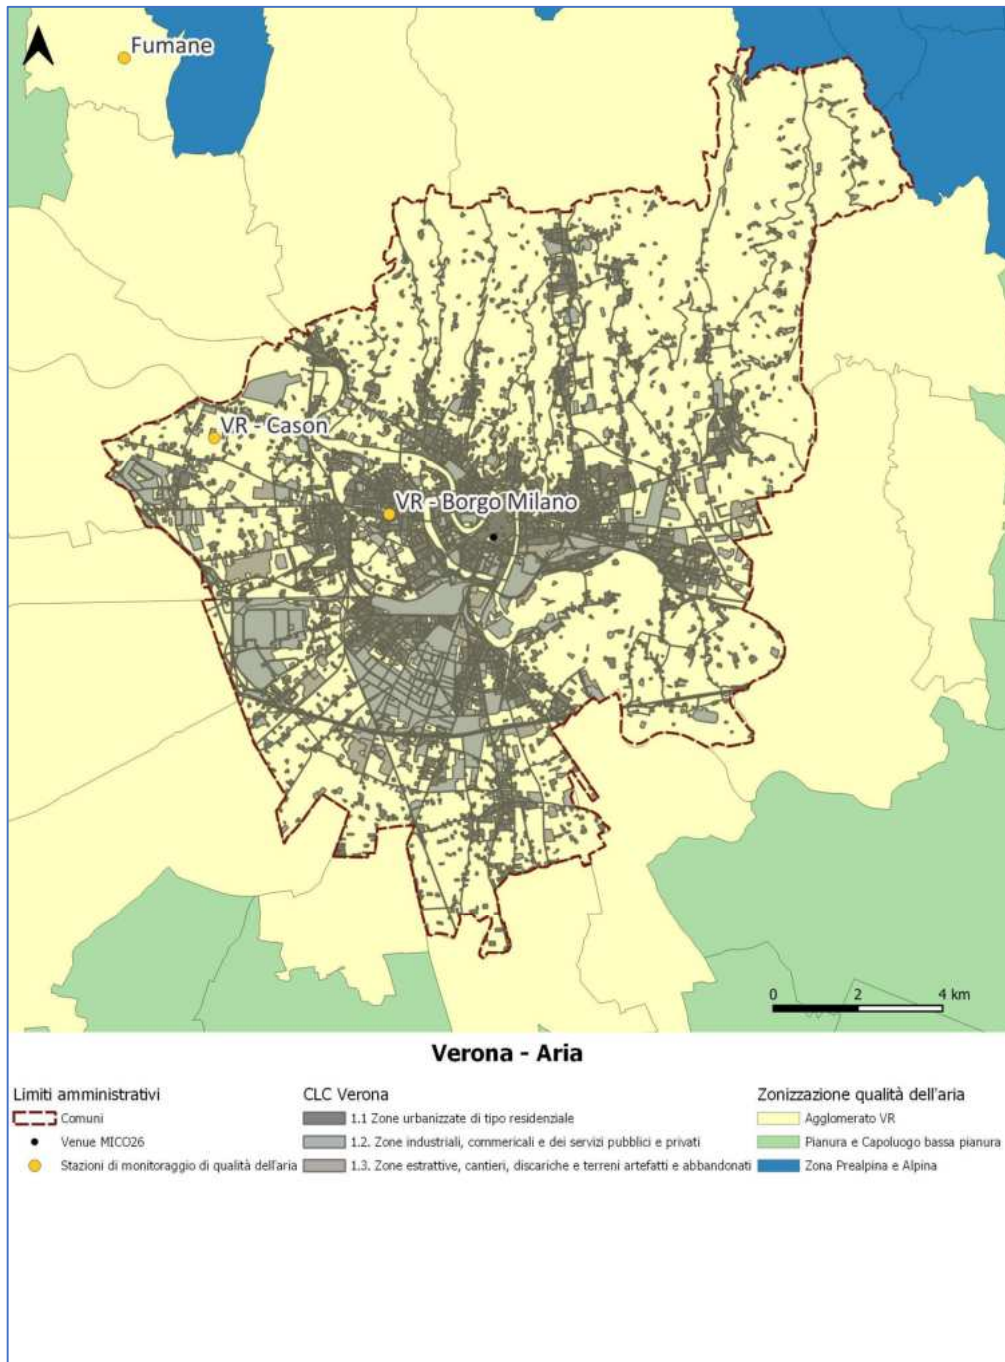 Fumane
VR - Cason
VR - Borgo Milano
0 2 4 km
Verona - Aria
Limiti amministrativi
Comuni
Venue MICO26
Stazioni di monitoraggio di qualità dell'aria
CLC Verona
1.1 Zone urbanizzate di tipo residenziale
1.2. Zone industriali, commericali e dei servizi pubblici e privati
1.3. Zone estrattive, cantieri, discariche e terreni artefatti e abbandonati
Zonizzazione qualità dell'aria
Agglomerato VR
Pianura e Capoluogo bassa pianura
Zona Prealpina e Alpina